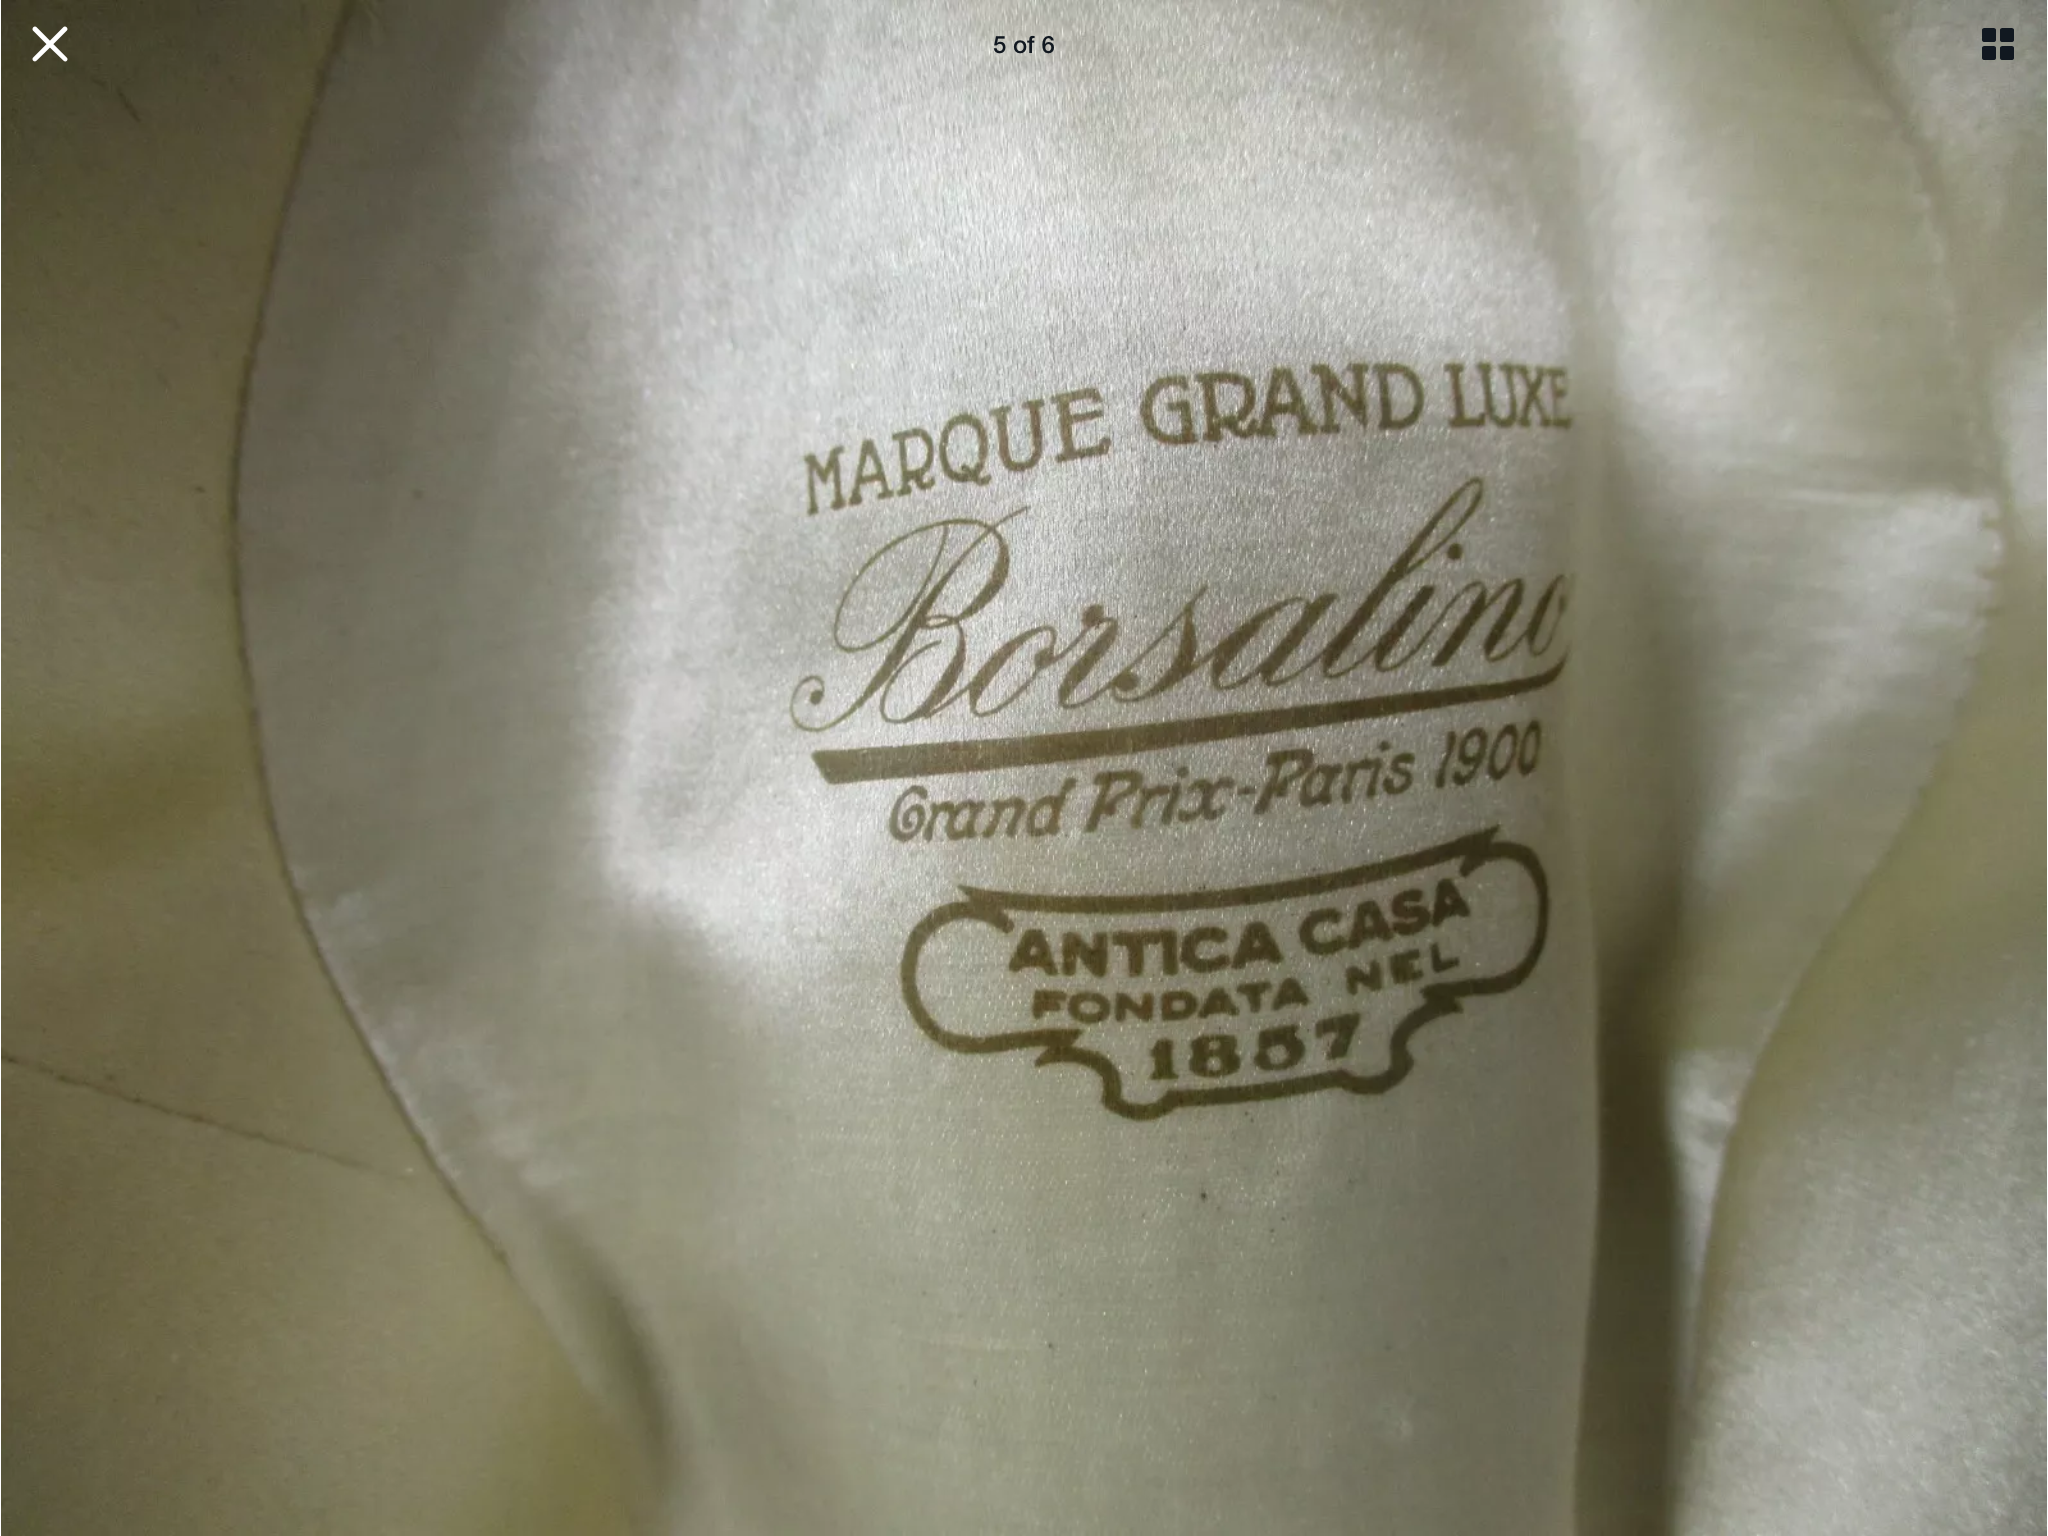 5 of 6
MARQUE GRAND LUXE
Borsalino
Grand Prix-Paris 1900
ANTICA CASA
FONDATA NEL
1857